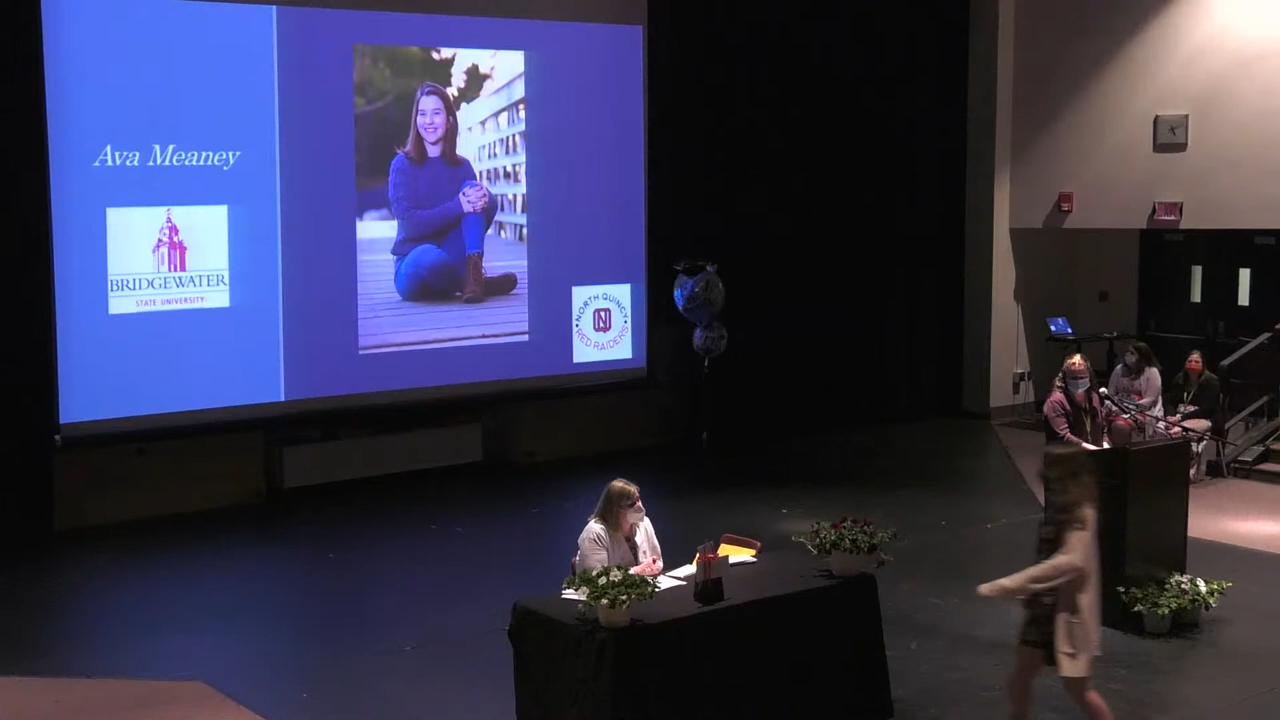 Ava Meaney
BRIDGEWATER
STATE UNIVERSITY
NORTH QUINCY
N
RED RAIDERS